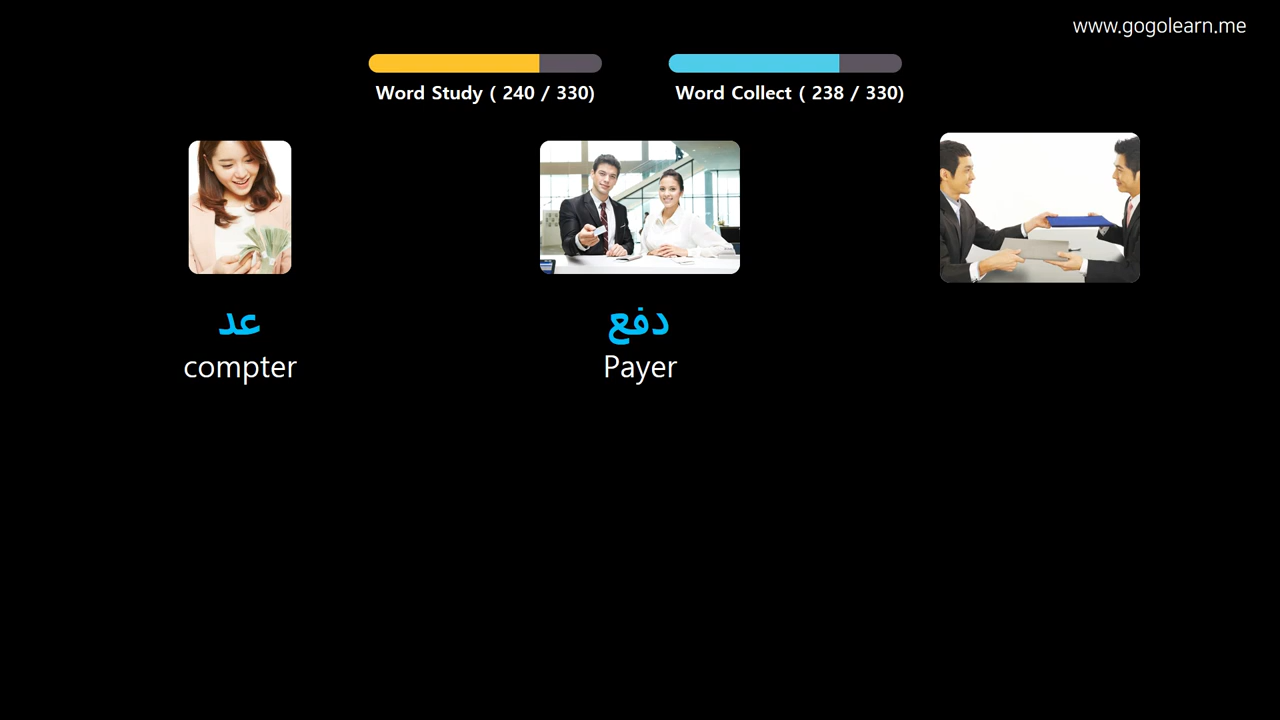 www.gogolearn.me
Word Study ( 240 / 330)
Word Collect ( 238 / 330)
عد
compter
دفع
Payer